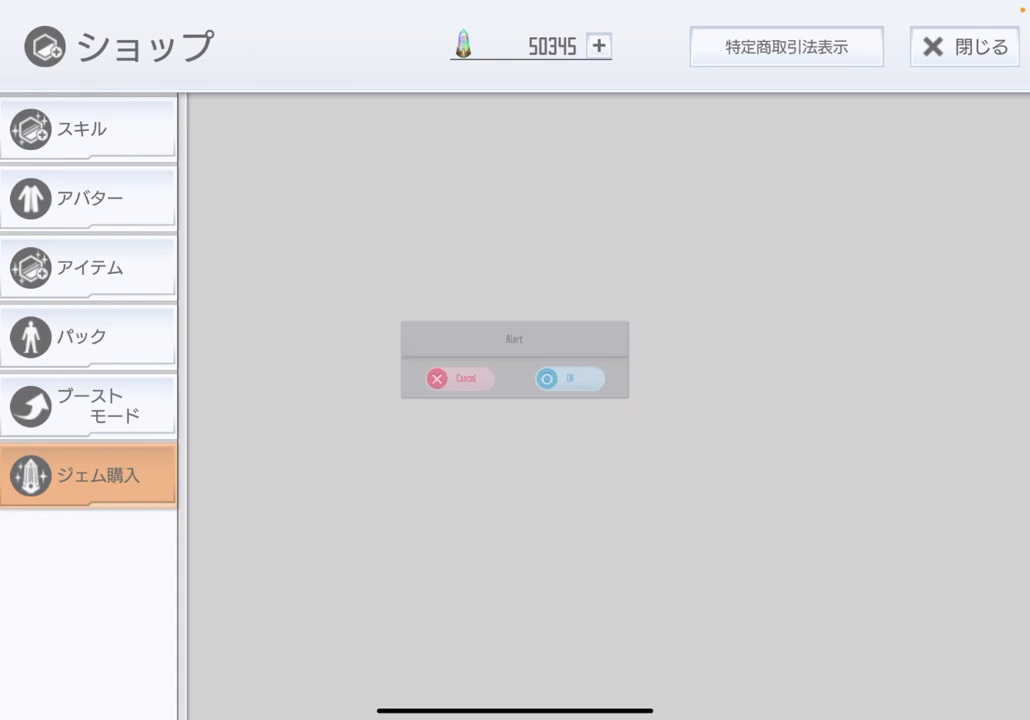 ショップ
50345
特定商取引法表示
閉じる
スキル
アバター
アイテム
パック
ブースト
モード
ジェム購入
Alert
Cancel
OK